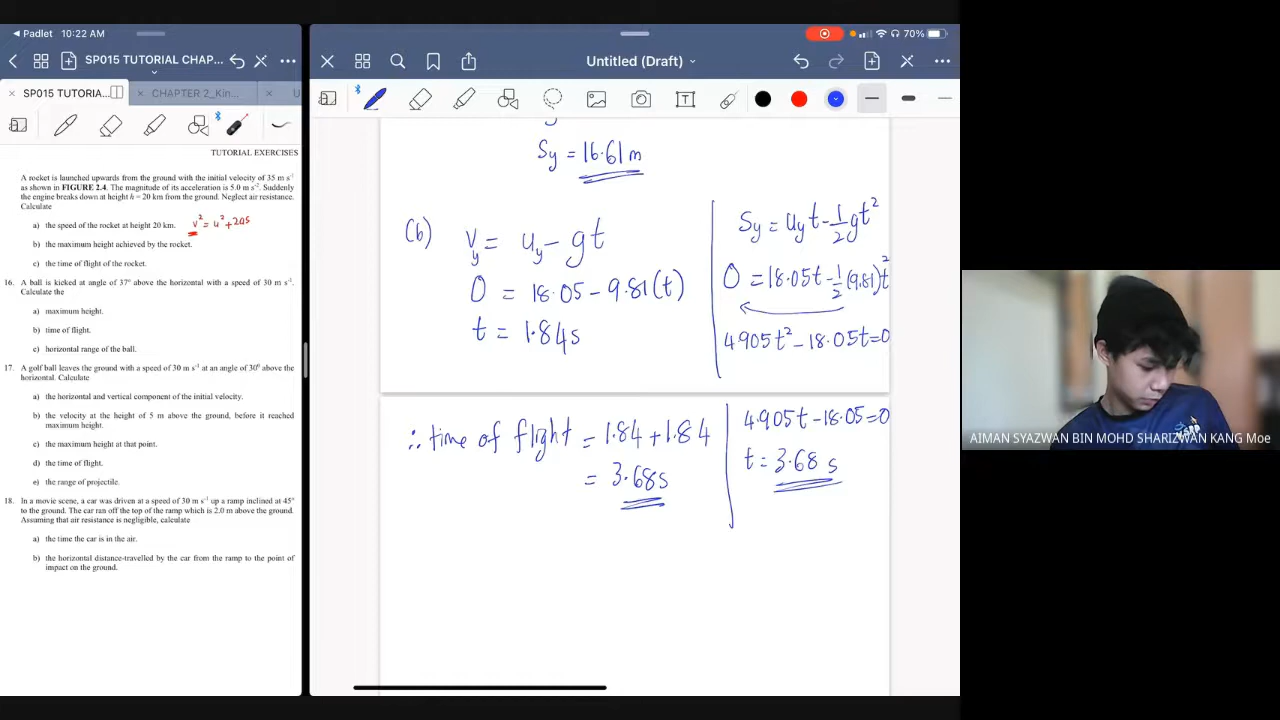 Padlet 10:22 AM
70%
SP015 TUTORIAL CHAP...
Untitled (Draft)
SP015 TUTORIA...
CHAPTER 2_Kin...
U
TUTORIAL EXERCISES
A rocket is launched upwards from the ground with the initial velocity of 35 m s⁻¹
as shown in FIGURE 2.4. The magnitude of its acceleration is 5.0 m s⁻². Suddenly
the engine breaks down at height h = 20 km from the ground. Neglect air resistance.
Calculate
a) the speed of the rocket at height 20 km. v² = u² + 2as
b) the maximum height achieved by the rocket.
c) the time of flight of the rocket.
16. A ball is kicked at angle of 37° above the horizontal with a speed of 30 m s⁻¹.
Calculate the
a) maximum height.
b) time of flight.
c) horizontal range of the ball.
17. A golf ball leaves the ground with a speed of 30 m s⁻¹ at an angle of 30⁰ above the
horizontal. Calculate
a) the horizontal and vertical component of the initial velocity.
b) the velocity at the height of 5 m above the ground, before it reached
maximum height.
c) the maximum height at that point.
d) the time of flight.
e) the range of projectile.
18. In a movie scene, a car was driven at a speed of 30 m s⁻¹ up a ramp inclined at 45°
to the ground. The car ran off the top of the ramp which is 2.0 m above the ground.
Assuming that air resistance is negligible, calculate
a) the time the car is in the air.
b) the horizontal distance-travelled by the car from the ramp to the point of
impact on the ground.
Sy = 16.61m
(b) Vy = uy - gt
0 = 18.05 - 9.81(t)
t = 1.84s
∴ time of flight = 1.84 + 1.84
= 3.68s
Sy = uyt - 1/2 gt²
0 = 18.05t - 1/2 (9.81)t²
4.905t² - 18.05t = 0
4.905t - 18.05 = 0
t = 3.68 s
AIMAN SYAZWAN BIN MOHD SHARIZWAN KANG Moe